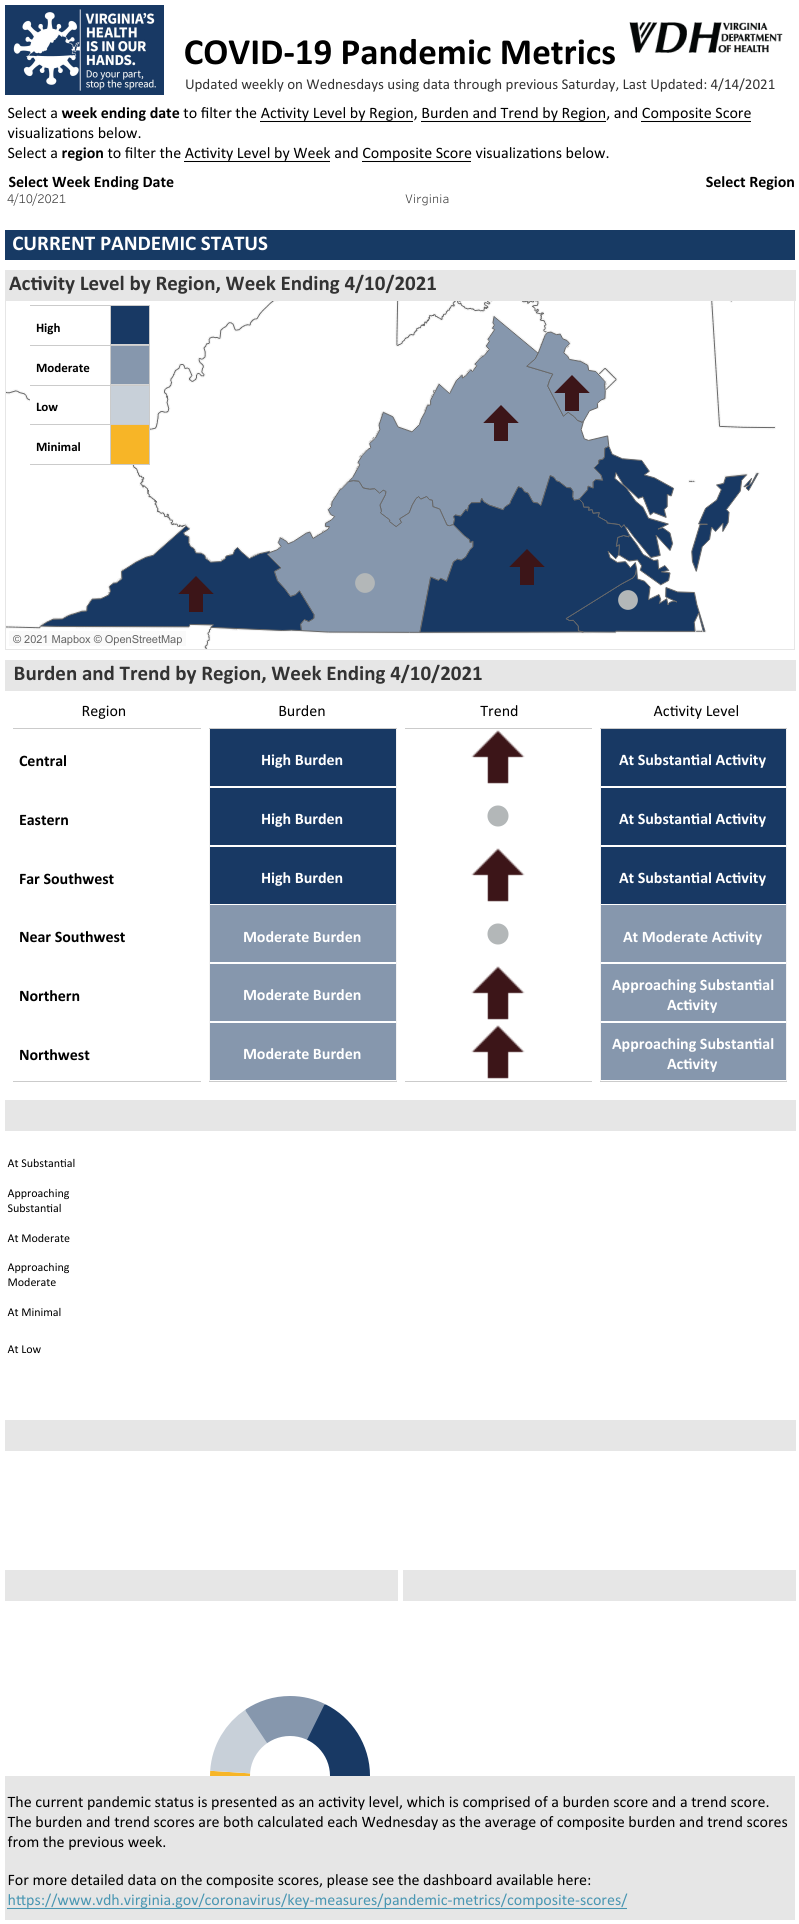 VIRGINIA'S
HEALTH
IS IN OUR
HANDS.
Do your part,
stop the spread.
COVID-19 Pandemic Metrics
VDH VIRGINIA
DEPARTMENT
OF HEALTH
Updated weekly on Wednesdays using data through previous Saturday, Last Updated: 4/14/2021
Select a week ending date to filter the Activity Level by Region, Burden and Trend by Region, and Composite Score
visualizations below.
Select a region to filter the Activity Level by Week and Composite Score visualizations below.
Select Week Ending Date
Select Region
4/10/2021
Virginia
CURRENT PANDEMIC STATUS
Activity Level by Region, Week Ending 4/10/2021
High
Moderate
Low
Minimal
© 2021 Mapbox © OpenStreetMap
Burden and Trend by Region, Week Ending 4/10/2021
Region Burden Trend Activity Level
Central High Burden At Substantial Activity
Eastern High Burden At Substantial Activity
Far Southwest High Burden At Substantial Activity
Near Southwest Moderate Burden At Moderate Activity
Northern Moderate Burden Approaching Substantial
Activity
Northwest Moderate Burden Approaching Substantial
Activity
At Substantial
Approaching
Substantial
At Moderate
Approaching
Moderate
At Minimal
At Low
The current pandemic status is presented as an activity level, which is comprised of a burden score and a trend score.
The burden and trend scores are both calculated each Wednesday as the average of composite burden and trend scores
from the previous week.
For more detailed data on the composite scores, please see the dashboard available here:
https://www.vdh.virginia.gov/coronavirus/key-measures/pandemic-metrics/composite-scores/